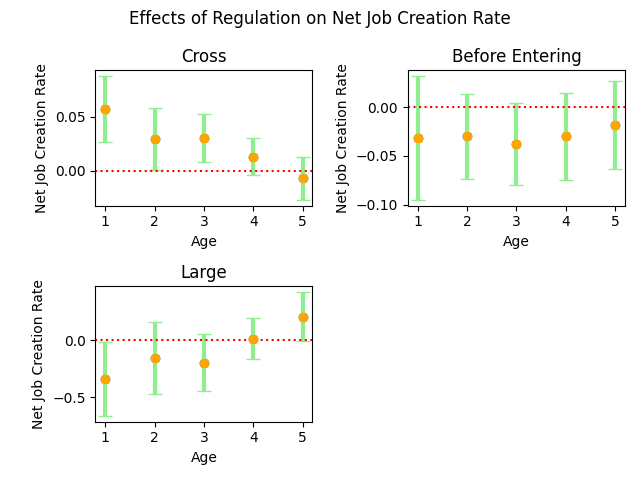 Effects of Regulation on Net Job Creation Rate
Cross
Net Job Creation Rate
0.05
0.00
1 2 3 4 5
Age
Before Entering
Net Job Creation Rate
0.00
−0.05
−0.10
1 2 3 4 5
Age
Large
Net Job Creation Rate
0.0
−0.5
1 2 3 4 5
Age